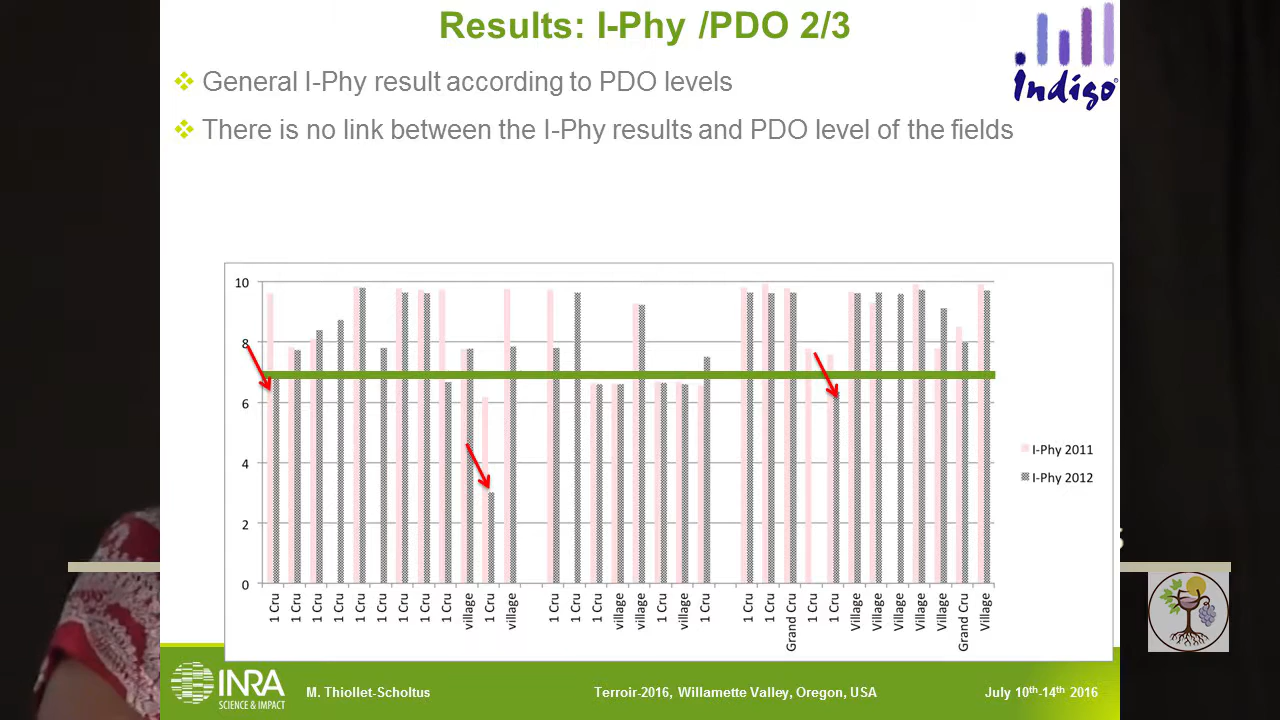 Results: I-Phy /PDO 2/3
Indigo®
General I-Phy result according to PDO levels
There is no link between the I-Phy results and PDO level of the fields
10
8
6
4
2
0
I-Phy 2011
I-Phy 2012
1 Cru
1 Cru
1 Cru
1 Cru
1 Cru
1 Cru
1 Cru
1 Cru
1 Cru
village
1 Cru
village
1 Cru
1 Cru
1 Cru
village
village
1 Cru
village
1 Cru
1 Cru
1 Cru
Grand Cru
1 Cru
1 Cru
Village
Village
Village
Village
Village
Grand Cru
Village
INRA
SCIENCE & IMPACT
M. Thiollet-Scholtus
Terroir-2016, Willamette Valley, Oregon, USA
July 10th-14th 2016